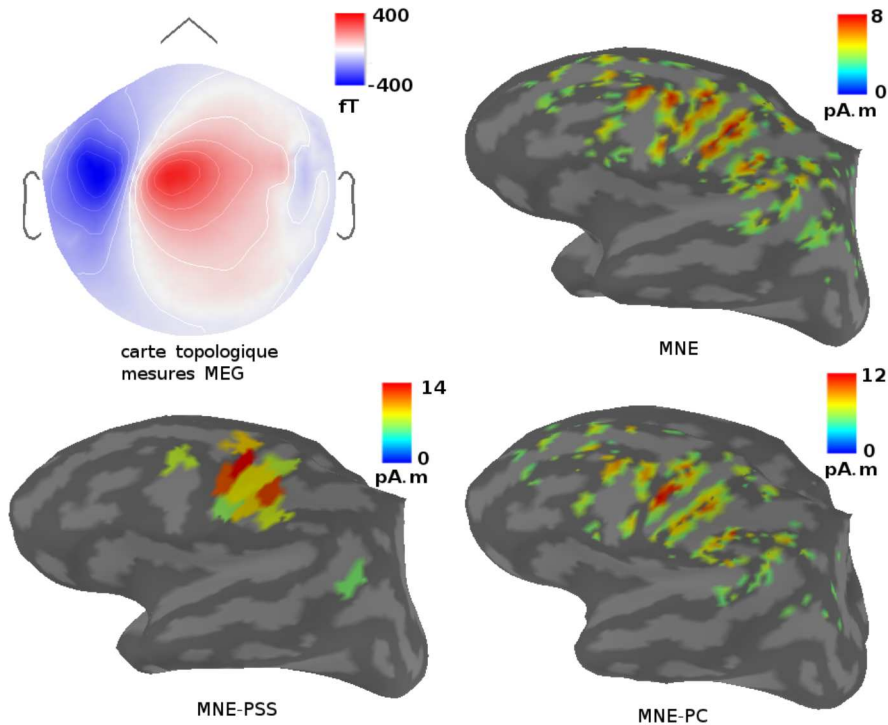 400
-400
fT
carte topologique
mesures MEG
8
0
pA.m
MNE
14
0
pA.m
MNE-PSS
12
0
pA.m
MNE-PC